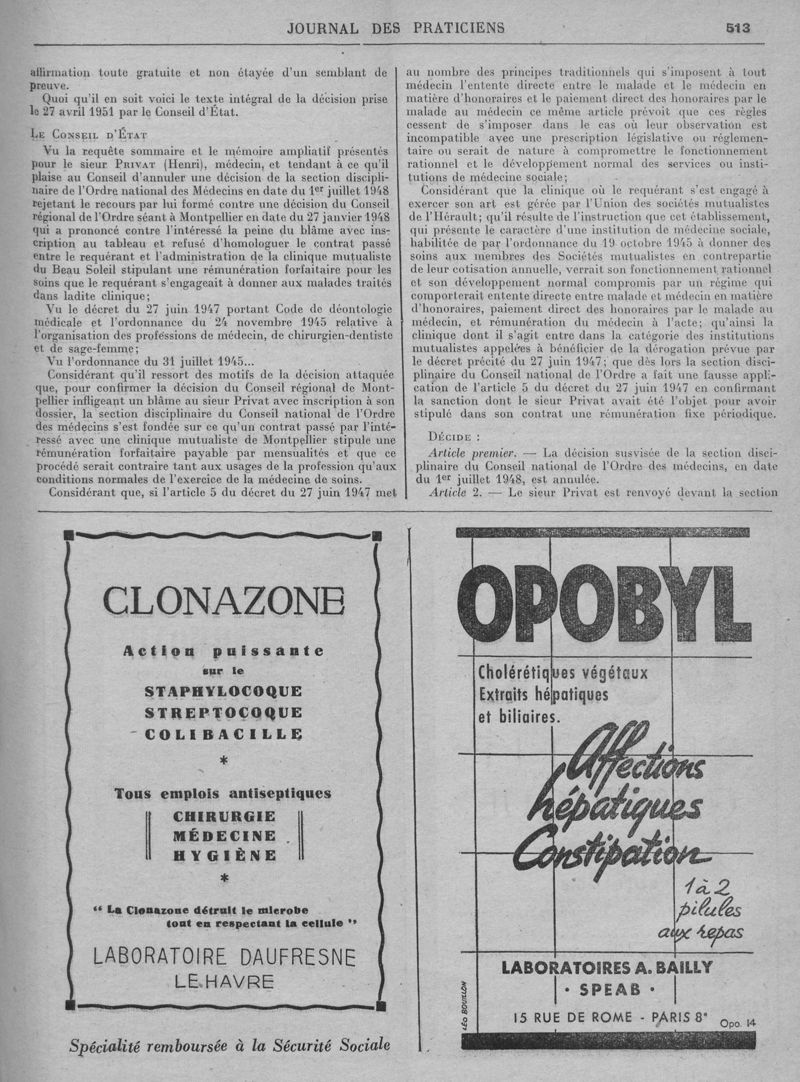 JOURNAL DES PRATICIENS 513
affirmation toute gratuite et non étayée d'un semblant de
preuve.
Quoi qu'il en soit voici le texte intégral de la décision prise
le 27 avril 1951 par le Conseil d'État.
LE CONSEIL D'ÉTAT
Vu la requête sommaire et le mémoire ampliatif présentés
pour le sieur PRIVAT (Henri), médecin, et tendant à ce qu'il
plaise au Conseil d'annuler une décision de la section discipli-
naire de l'Ordre national des Médecins en date du 1er juillet 1948
rejetant le recours par lui formé contre une décision du Conseil
régional de l'Ordre séant à Montpellier en date du 27 janvier 1948
qui a prononcé contre l'intéressé la peine du blâme avec ins-
cription au tableau et refusé d'homologuer le contrat passé
entre le requérant et l'administration de la clinique mutualiste
du Beau Soleil stipulant une rémunération forfaitaire pour les
soins que le requérant s'engageait à donner aux malades traités
dans ladite clinique;
Vu le décret du 27 juin 1947 portant Code de déontologie
médicale et l'ordonnance du 24 novembre 1945 relative à
l'organisation des professions de médecin, de chirurgien-dentiste
et de sage-femme;
Vu l'ordonnance du 31 juillet 1945...
Considérant qu'il ressort des motifs de la décision attaquée
que, pour confirmer la décision du Conseil régional de Mont-
pellier infligeant un blâme au sieur Privat avec inscription à son
dossier, la section disciplinaire du Conseil national de l'Ordre
des médecins s'est fondée sur ce qu'un contrat passé par l'inté-
ressé avec une clinique mutualiste de Montpellier stipule une
rémunération forfaitaire payable par mensualités et que ce
procédé serait contraire tant aux usages de la profession qu'aux
conditions normales de l'exercice de la médecine de soins.
Considérant que, si l'article 5 du décret du 27 juin 1947 met
au nombre des principes traditionnels qui s'imposent à tout
médecin l'entente directe entre le malade et le médecin en
matière d'honoraires et le paiement direct des honoraires par le
malade au médecin ce même article prévoit que ces règles
cessent de s'imposer dans le cas où leur observation est
incompatible avec une prescription législative ou réglemen-
taire ou serait de nature à compromettre le fonctionnement
rationnel et le développement normal des services ou insti-
tutions de médecine sociale;
Considérant que la clinique où le requérant s'est engagé à
exercer son art est gérée par l'Union des sociétés mutualistes
de l'Hérault; qu'il résulte de l'instruction que cet établissement,
qui présente le caractère d'une institution de médecine sociale,
habilitée de par l'ordonnance du 19 octobre 1945 à donner des
soins aux membres des Sociétés mutualistes en contrepartie
de leur cotisation annuelle, verrait son fonctionnement rationnel
et son développement normal compromis par un régime qui
comporterait entente directe entre malade et médecin en matière
d'honoraires, paiement direct des honoraires par le malade au
médecin, et rémunération du médecin à l'acte; qu'ainsi la
clinique dont il s'agit entre dans la catégorie des institutions
mutualistes appelées à bénéficier de la dérogation prévue par
le décret précité du 27 juin 1947; que dès lors la section disci-
plinaire du Conseil national de l'Ordre a fait une fausse appli-
cation de l'article 5 du décret du 27 juin 1947 en confirmant
la sanction dont le sieur Privat avait été l'objet pour avoir
stipulé dans son contrat une rémunération fixe périodique.
DÉCIDE :
Article premier. — La décision susvisée de la section disci-
plinaire du Conseil national de l'Ordre des médecins, en date
du 1er juillet 1948, est annulée.
Article 2. — Le sieur Privat est renvoyé devant la section
CLONAZONE
Action puissante
sur le
STAPHYLOCOQUE
STREPTOCOQUE
COLIBACILLE
*
Tous emplois antiseptiques
CHIRURGIE
MÉDECINE
HYGIÈNE
*
“ La Clonazone détruit le microbe
tout en respectant la cellule ”
LABORATOIRE DAUFRESNE
LE HAVRE
Spécialité remboursée à la Sécurité Sociale
OPOBYL
Cholérétiques végétaux
Extraits hépatiques
et biliaires.
Affections
hépatiques
Constipation
1 à 2
pilules
aux repas
LABORATOIRES A. BAILLY
· SPEAB ·
15 RUE DE ROME - PARIS 8e
Opo. 14
LÉO BOUILLON